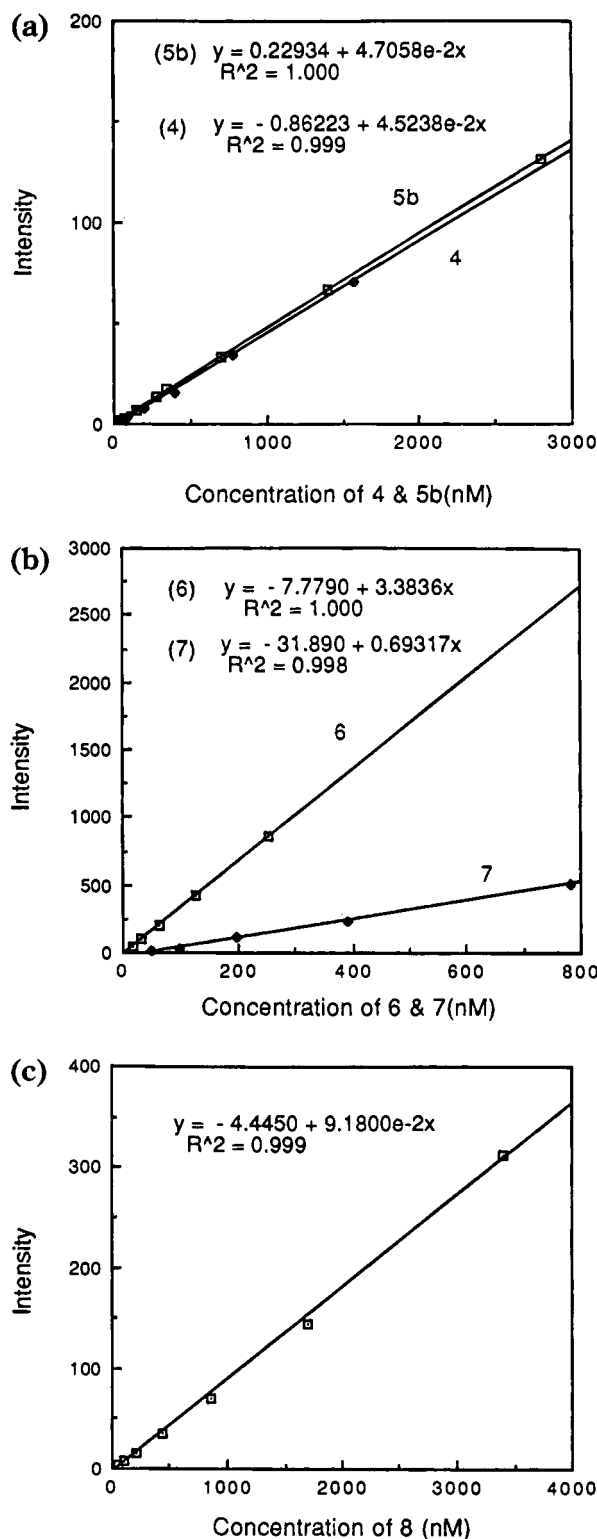 (a)
200
(5b) y = 0.22934 + 4.7058e-2x
R^2 = 1.000
(4) y = - 0.86223 + 4.5238e-2x
R^2 = 0.999
5b
4
Intensity
100
0
0 1000 2000 3000
Concentration of 4 & 5b(nM)
(b)
3000
(6) y = - 7.7790 + 3.3836x
R^2 = 1.000
2500
(7) y = - 31.890 + 0.69317x
R^2 = 0.998
2000
6
Intensity
1500
1000
500
7
0
0 200 400 600 800
Concentration of 6 & 7(nM)
(c)
400
y = - 4.4450 + 9.1800e-2x
R^2 = 0.999
300
Intensity
200
100
0
0 1000 2000 3000 4000
Concentration of 8 (nM)